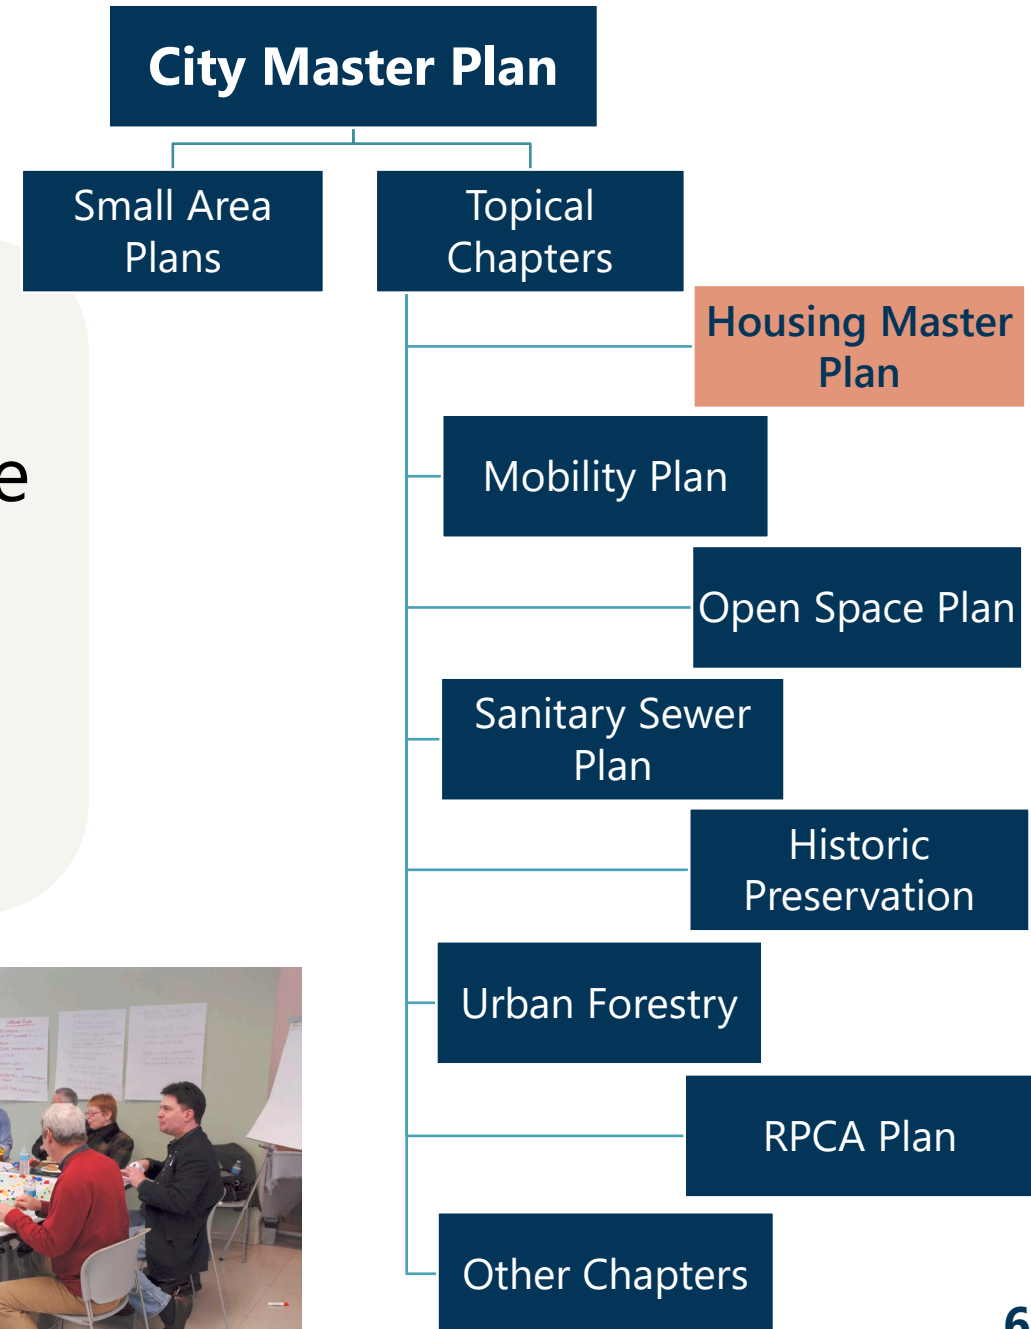 City Master Plan
Small Area
Plans
Topical
Chapters
Housing Master
Plan
Mobility Plan
Open Space Plan
Sanitary Sewer
Plan
Historic
Preservation
Urban Forestry
RPCA Plan
Other Chapters